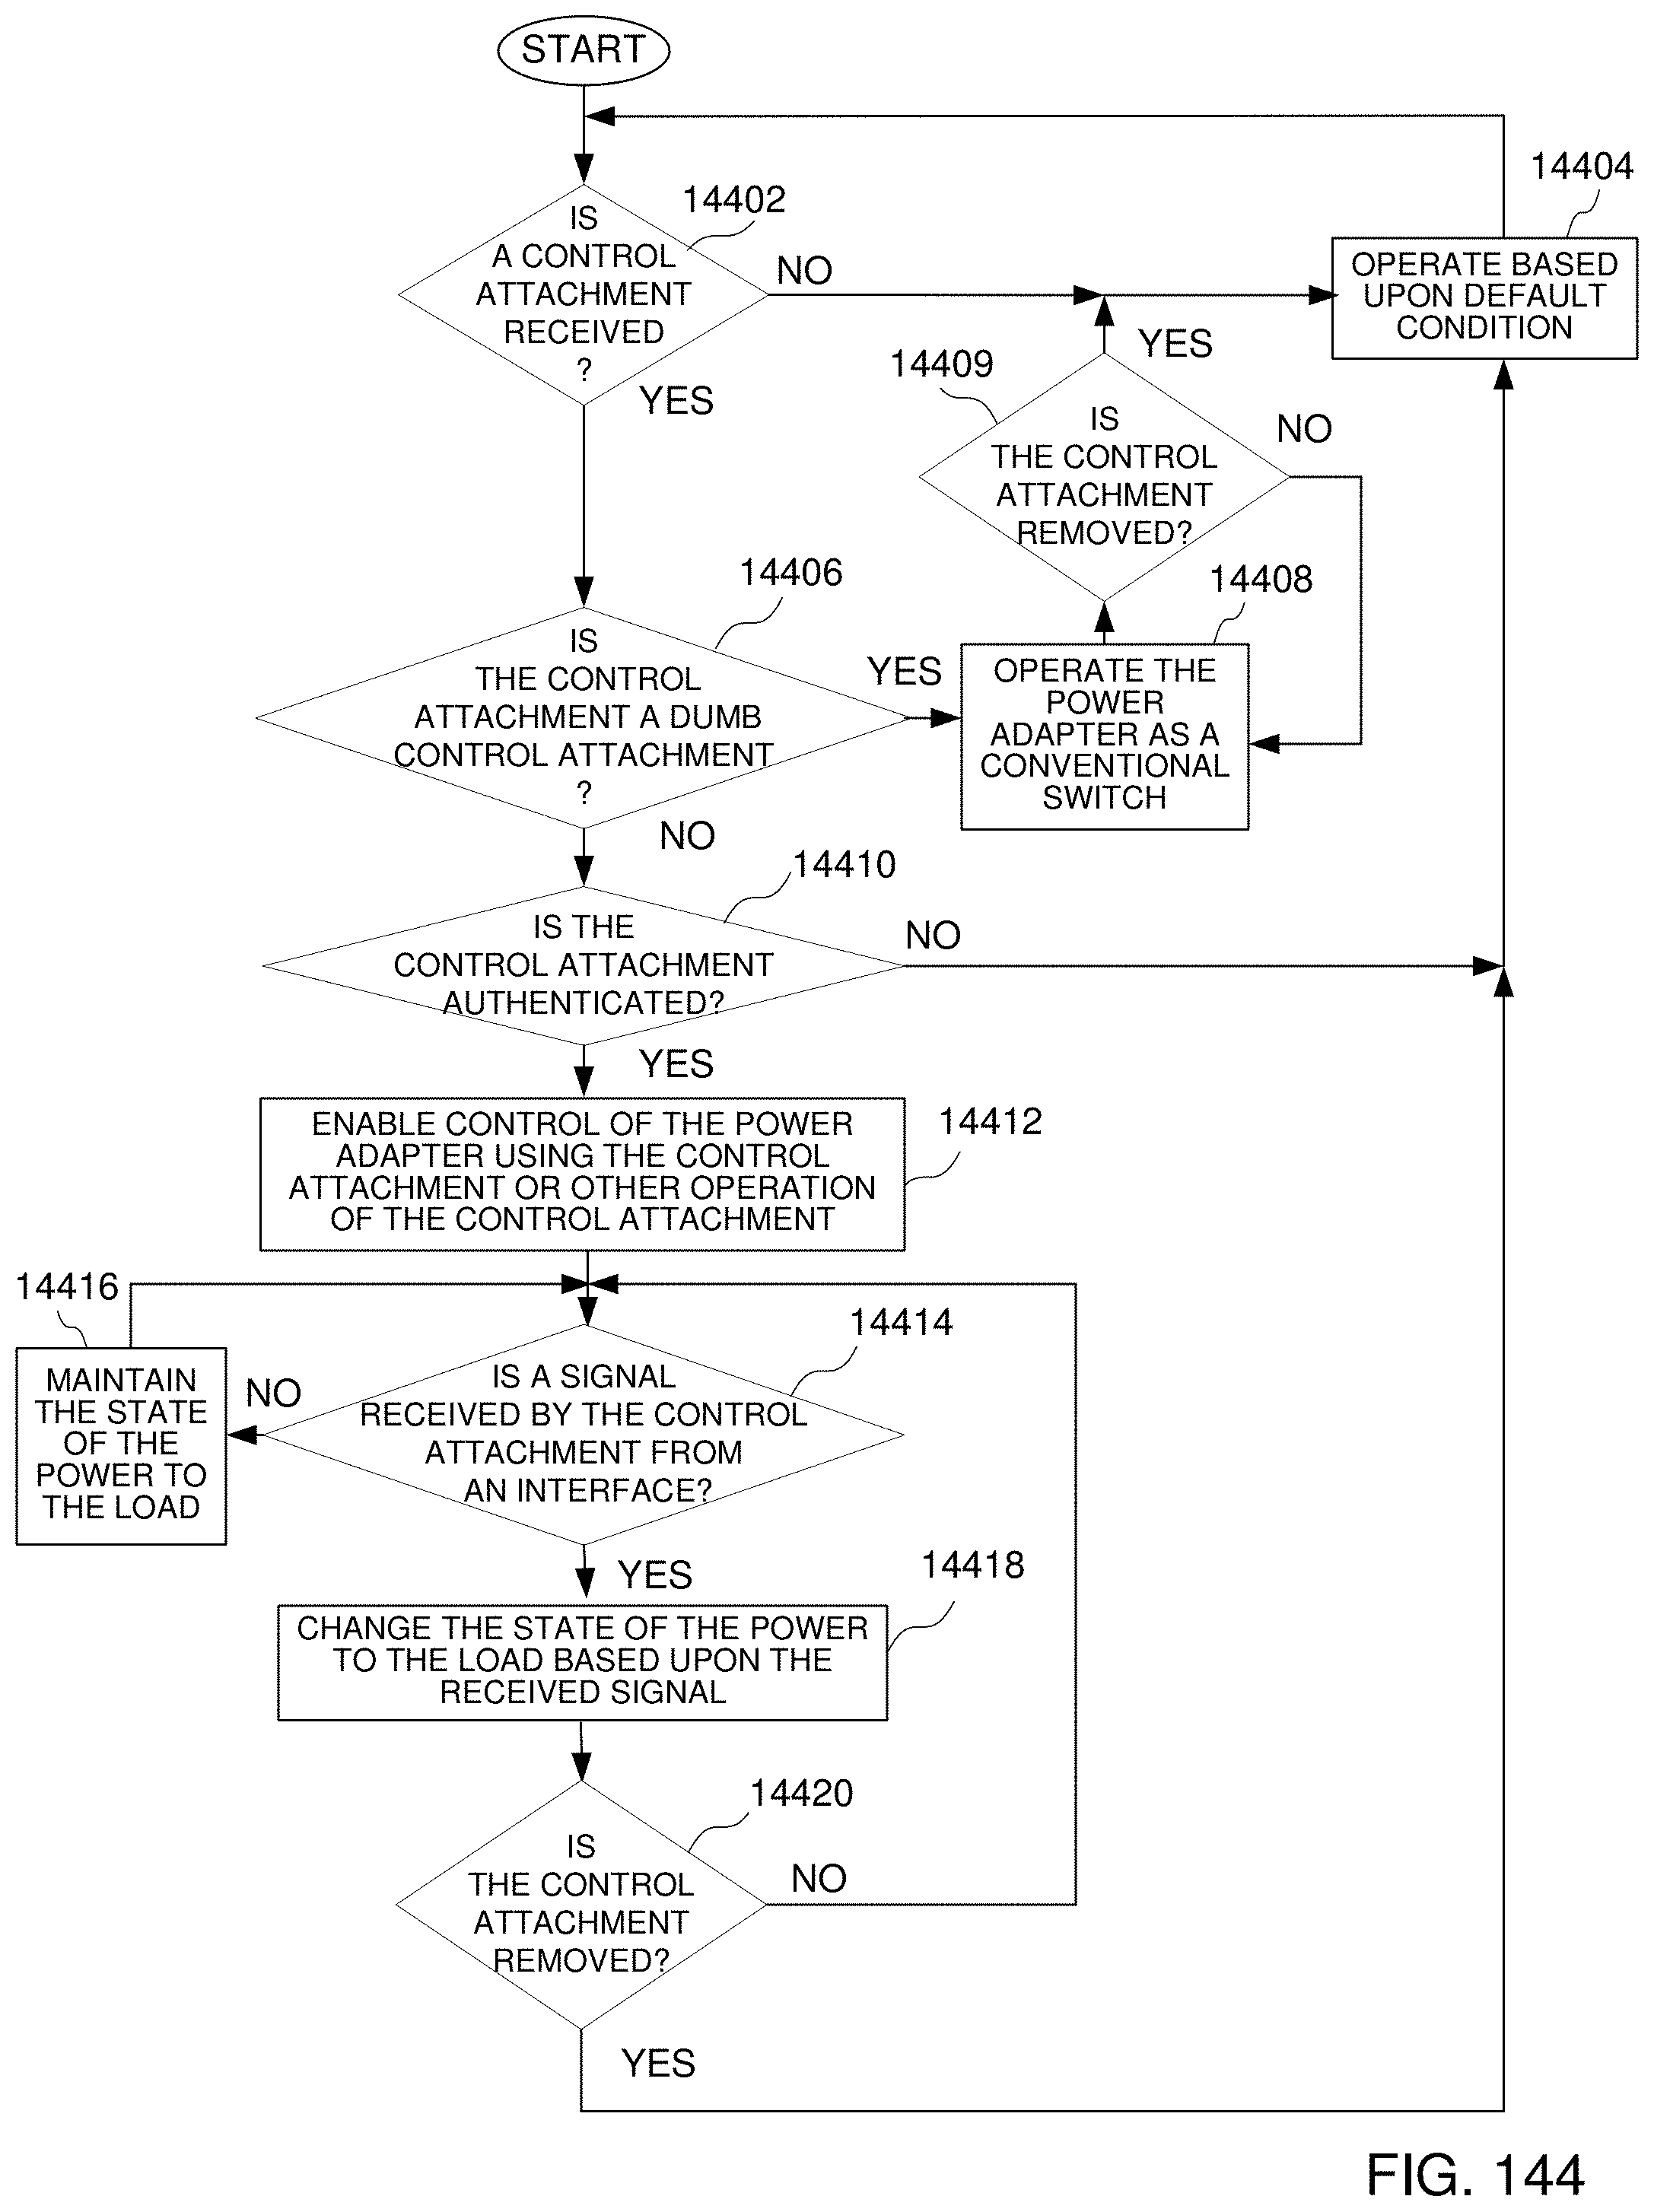 START
14404
14402
IS
A CONTROL
ATTACHMENT
RECEIVED
?
NO
YES
OPERATE BASED
UPON DEFAULT
CONDITION
YES
14409
IS
THE CONTROL
ATTACHMENT
REMOVED?
NO
14406
IS
THE CONTROL
ATTACHMENT A DUMB
CONTROL ATTACHMENT
?
YES
NO
14408
OPERATE THE
POWER
ADAPTER AS A
CONVENTIONAL
SWITCH
14410
IS THE
CONTROL ATTACHMENT
AUTHENTICATED?
NO
YES
ENABLE CONTROL OF THE POWER
ADAPTER USING THE CONTROL
ATTACHMENT OR OTHER OPERATION
OF THE CONTROL ATTACHMENT
14412
14416
MAINTAIN
THE STATE
OF THE
POWER TO
THE LOAD
NO
14414
IS A SIGNAL
RECEIVED BY THE CONTROL
ATTACHMENT FROM
AN INTERFACE?
YES
14418
CHANGE THE STATE OF THE POWER
TO THE LOAD BASED UPON THE
RECEIVED SIGNAL
14420
IS
THE CONTROL
ATTACHMENT
REMOVED?
NO
YES
FIG. 144